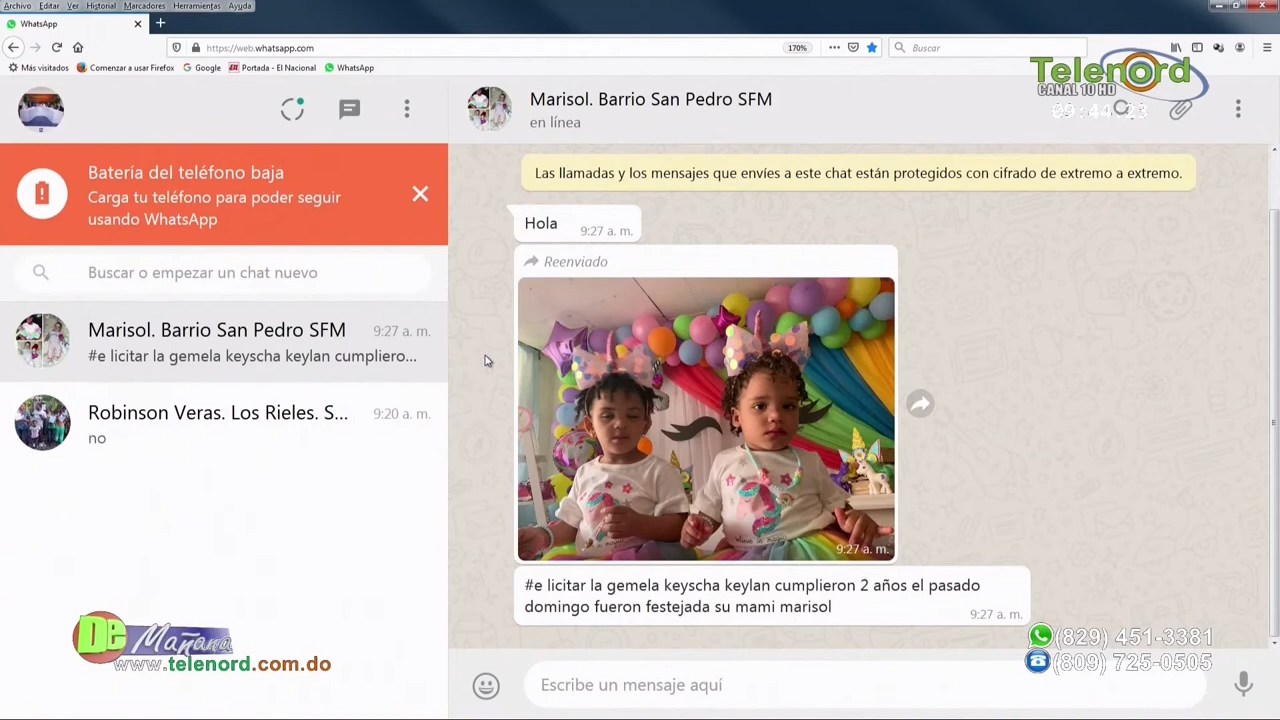 Archivo Editar Ver Historial Marcadores Herramientas Ayuda
WhatsApp
https://web.whatsapp.com
170%
Buscar
Más visitados Comenzar a usar Firefox Google Portada - El Nacional WhatsApp
Telenord
CANAL 10 HD
09:44:23
Marisol. Barrio San Pedro SFM
en línea
Batería del teléfono baja
Carga tu teléfono para poder seguir
usando WhatsApp
Buscar o empezar un chat nuevo
Marisol. Barrio San Pedro SFM 9:27 a. m.
#e licitar la gemela keyscha keylan cumpliero...
Robinson Veras. Los Rieles. S... 9:20 a. m.
no
Las llamadas y los mensajes que envíes a este chat están protegidos con cifrado de extremo a extremo.
Hola 9:27 a. m.
Reenviado
9:27 a. m.
#e licitar la gemela keyscha keylan cumplieron 2 años el pasado
domingo fueron festejada su mami marisol
9:27 a. m.
De Mañana
www.telenord.com.do
(829) 451-3381
(809) 725-0505
Escribe un mensaje aquí